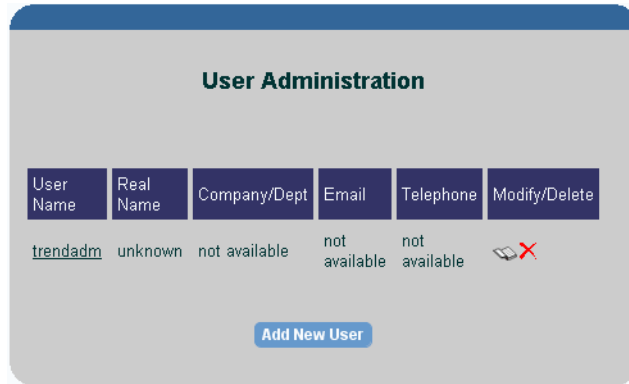 User Administration
User Name Real Name Company/Dept Email Telephone Modify/Delete
trendadm unknown not available not available not available
Add New User